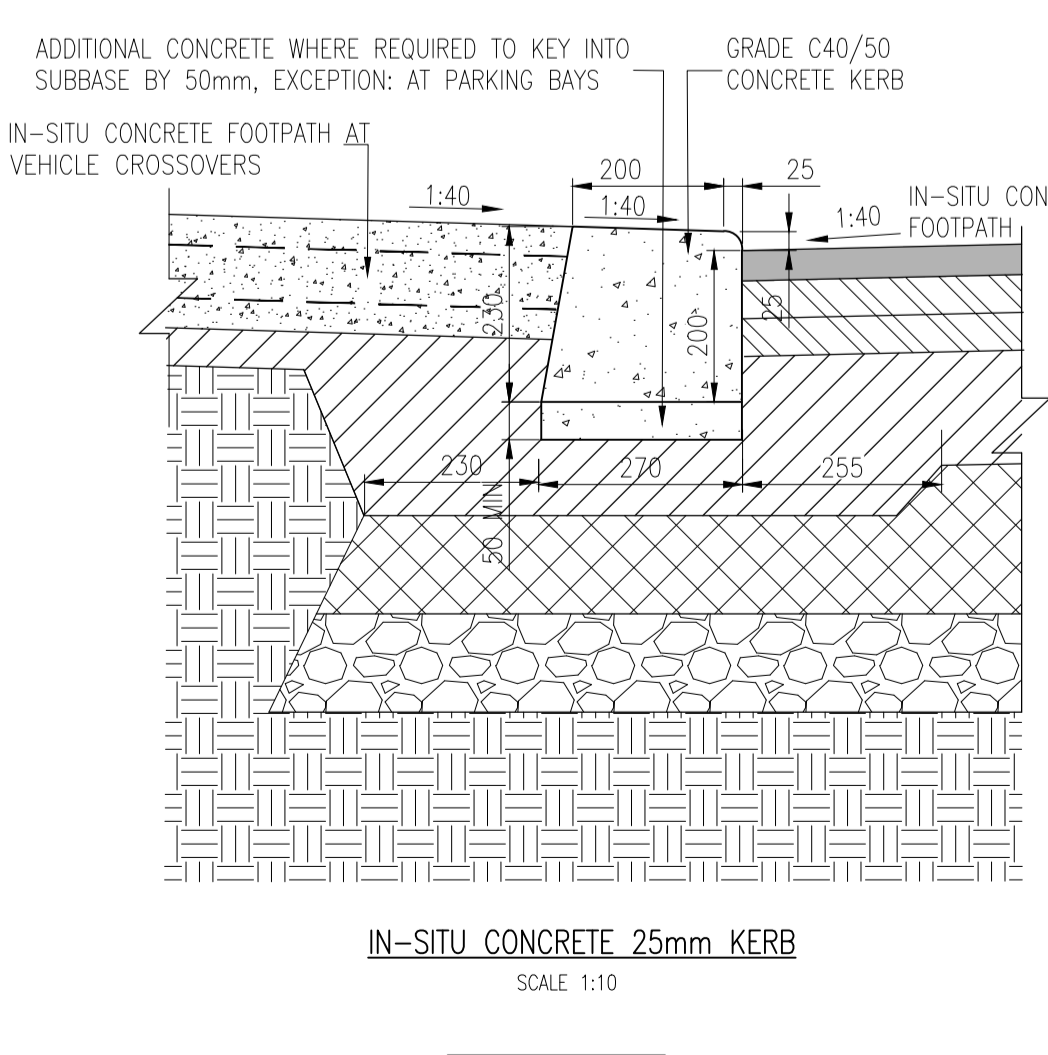 ADDITIONAL CONCRETE WHERE REQUIRED TO KEY INTO
SUBBASE BY 50mm, EXCEPTION: AT PARKING BAYS
GRADE C40/50
CONCRETE KERB
IN-SITU CONCRETE FOOTPATH AT
VEHICLE CROSSOVERS
200
25
1:40
1:40
1:40
IN-SITU CON
FOOTPATH
230
200
25
230
270
255
50 MIN
IN-SITU CONCRETE 25mm KERB
SCALE 1:10